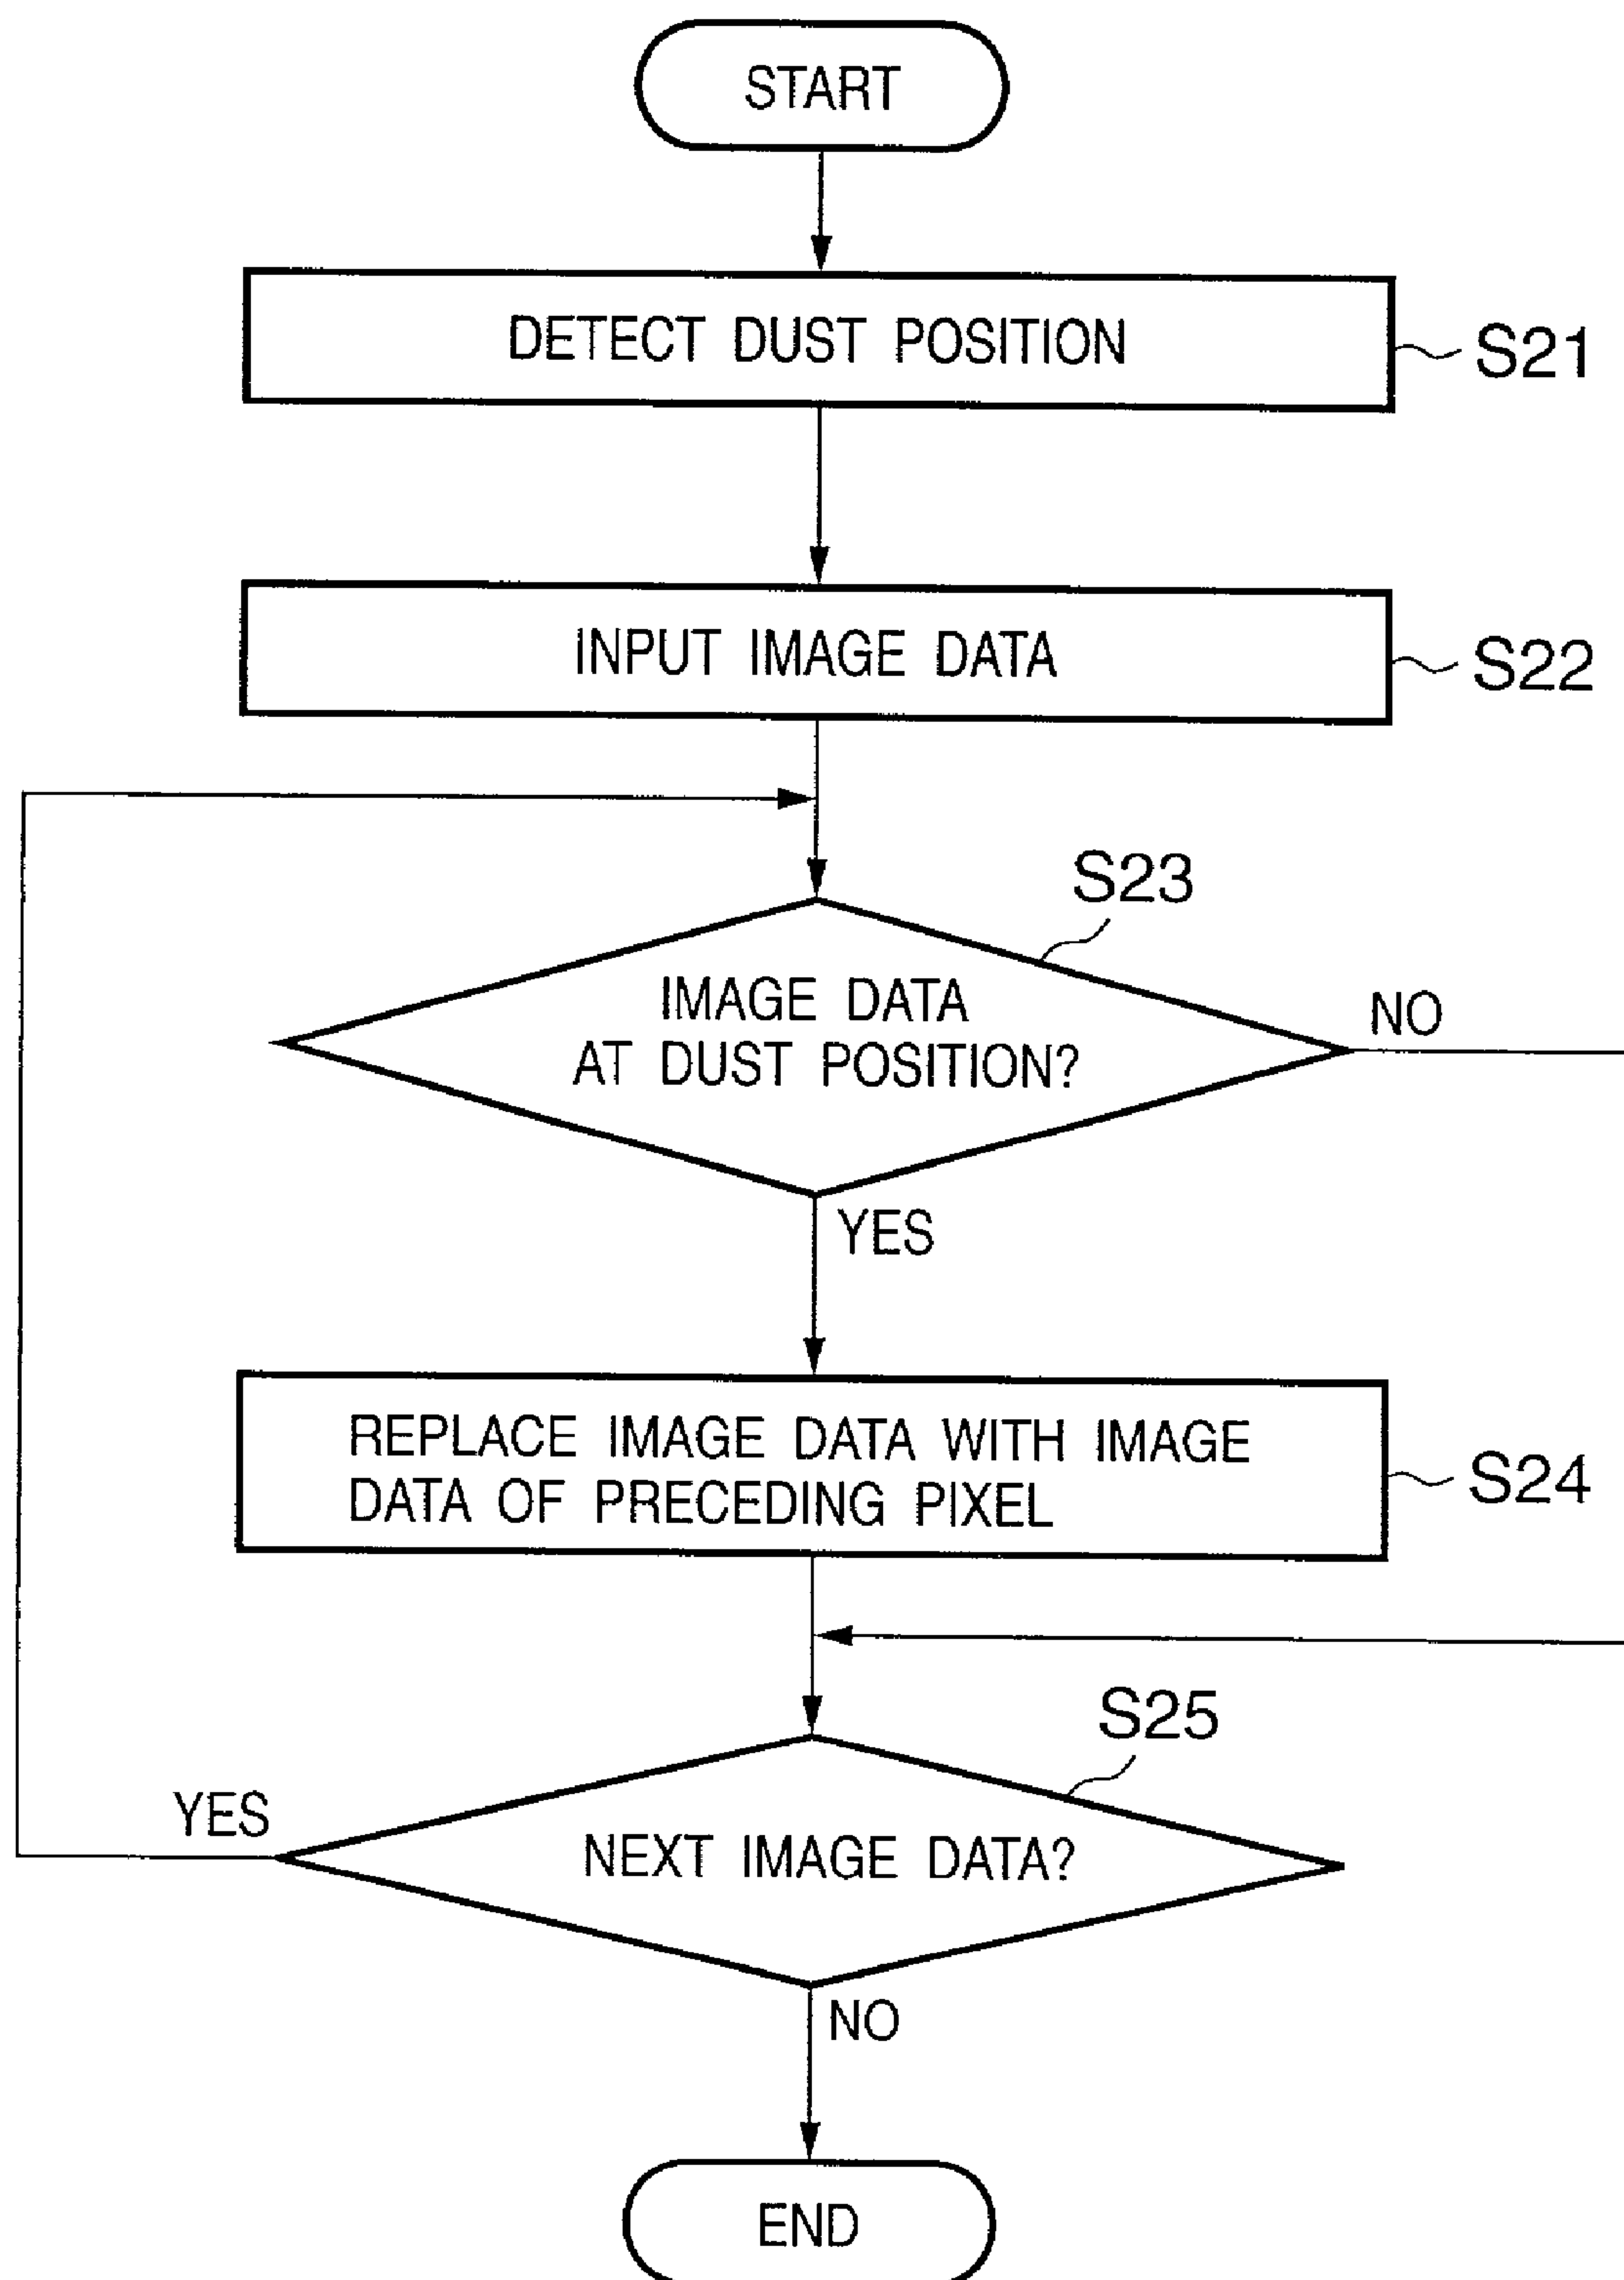 START
DETECT DUST POSITION
S21
INPUT IMAGE DATA
S22
S23
IMAGE DATA
AT DUST POSITION?
NO
YES
REPLACE IMAGE DATA WITH IMAGE
DATA OF PRECEDING PIXEL
S24
S25
YES
NEXT IMAGE DATA?
NO
END